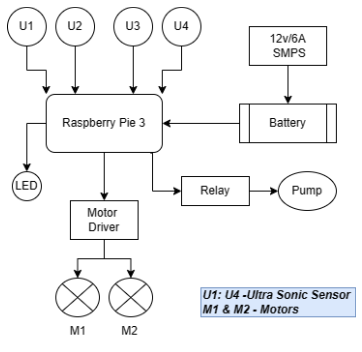 U1
U2
U3
U4
12v/6A
SMPS
Raspberry Pie 3
Battery
LED
Relay
Pump
Motor
Driver
M1
M2
U1: U4 -Ultra Sonic Sensor
M1 & M2 - Motors